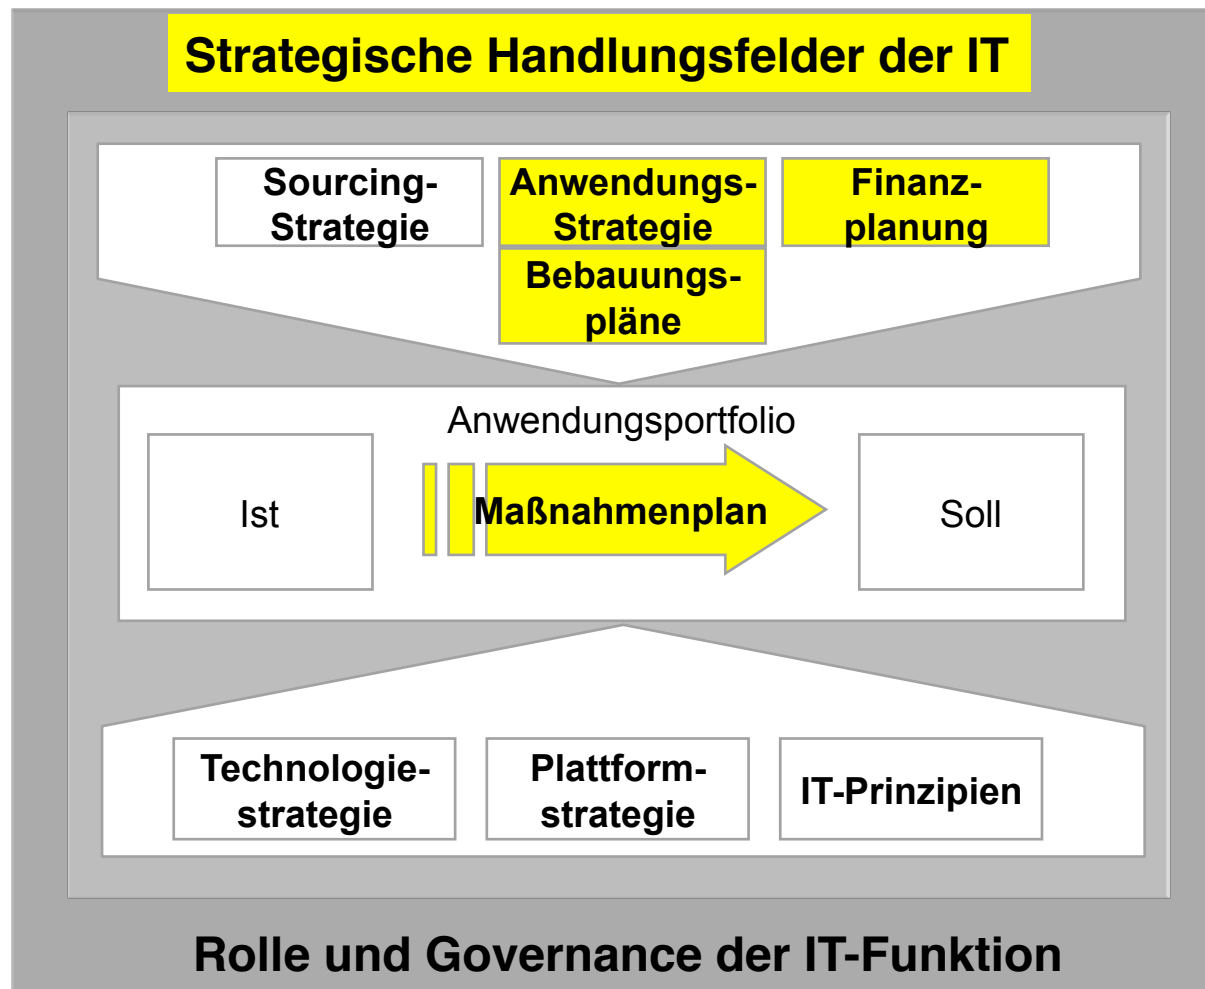 Strategische Handlungsfelder der IT
Sourcing-
Strategie
Anwendungs-
Strategie
Finanz-
planung
Bebauungs-
pläne
Anwendungsportfolio
Ist
Maßnahmenplan
Soll
Technologie-
strategie
Plattform-
strategie
IT-Prinzipien
Rolle und Governance der IT-Funktion